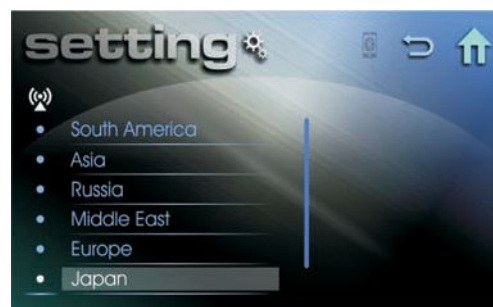 setting
South America
Asia
Russia
Middle East
Europe
Japan